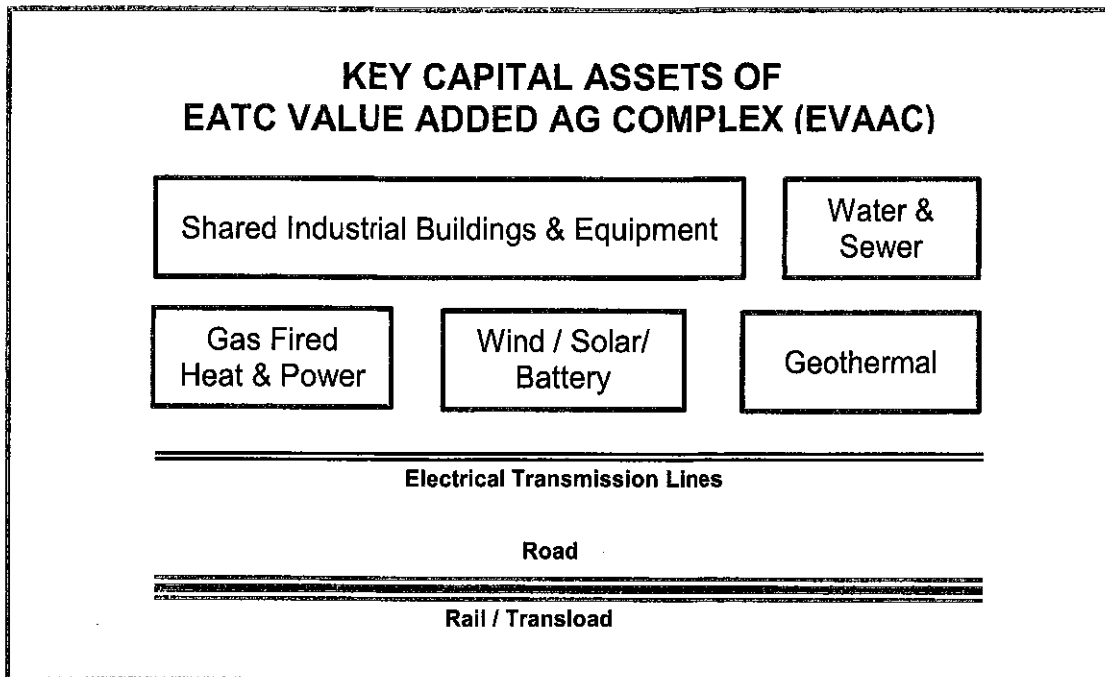 KEY CAPITAL ASSETS OF
EATC VALUE ADDED AG COMPLEX (EVAAC)
Shared Industrial Buildings & Equipment
Water &
Sewer
Gas Fired
Heat & Power
Wind / Solar/
Battery
Geothermal
Electrical Transmission Lines
Road
Rail / Transload